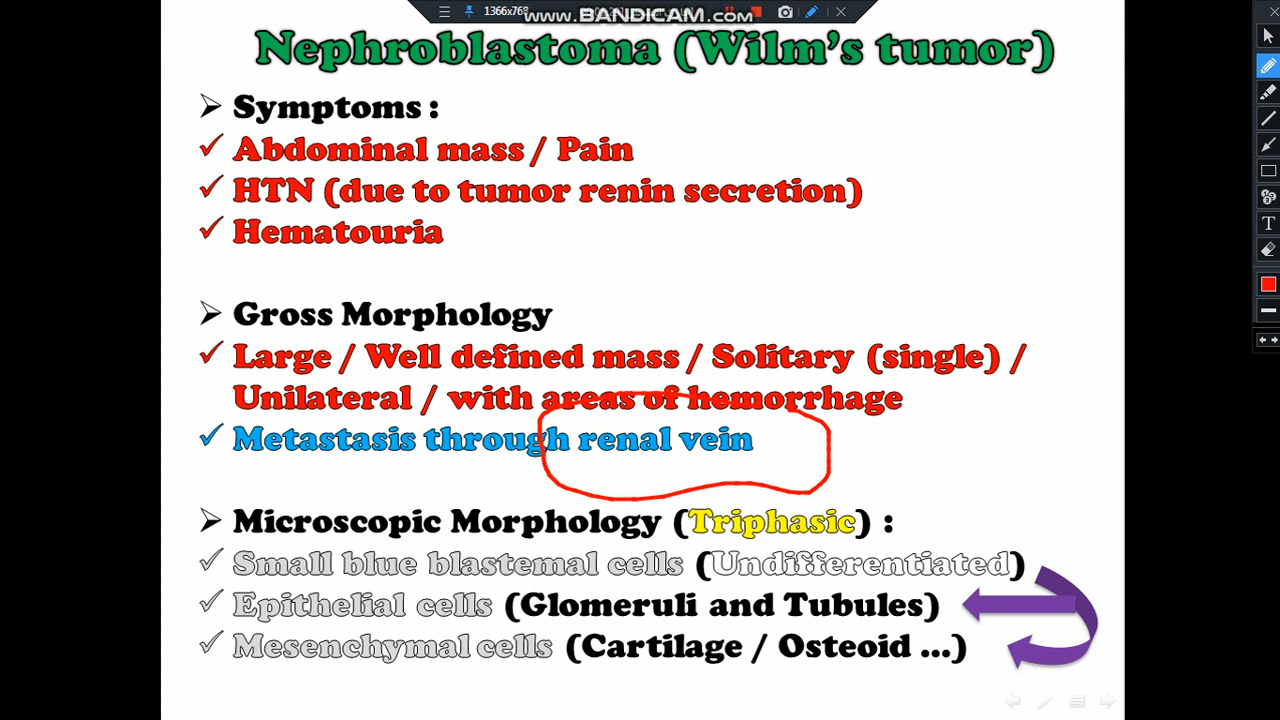 1366x768
www.BANDICAM.com
Nephroblastoma (Wilm's tumor)
Symptoms :
Abdominal mass / Pain
HTN (due to tumor renin secretion)
Hematouria
Gross Morphology
Large / Well defined mass / Solitary (single) /
Unilateral / with areas of hemorrhage
Metastasis through renal vein
Microscopic Morphology (Triphasic) :
Small blue blastemal cells (Undifferentiated)
Epithelial cells (Glomeruli and Tubules)
Mesenchymal cells (Cartilage / Osteoid ...)